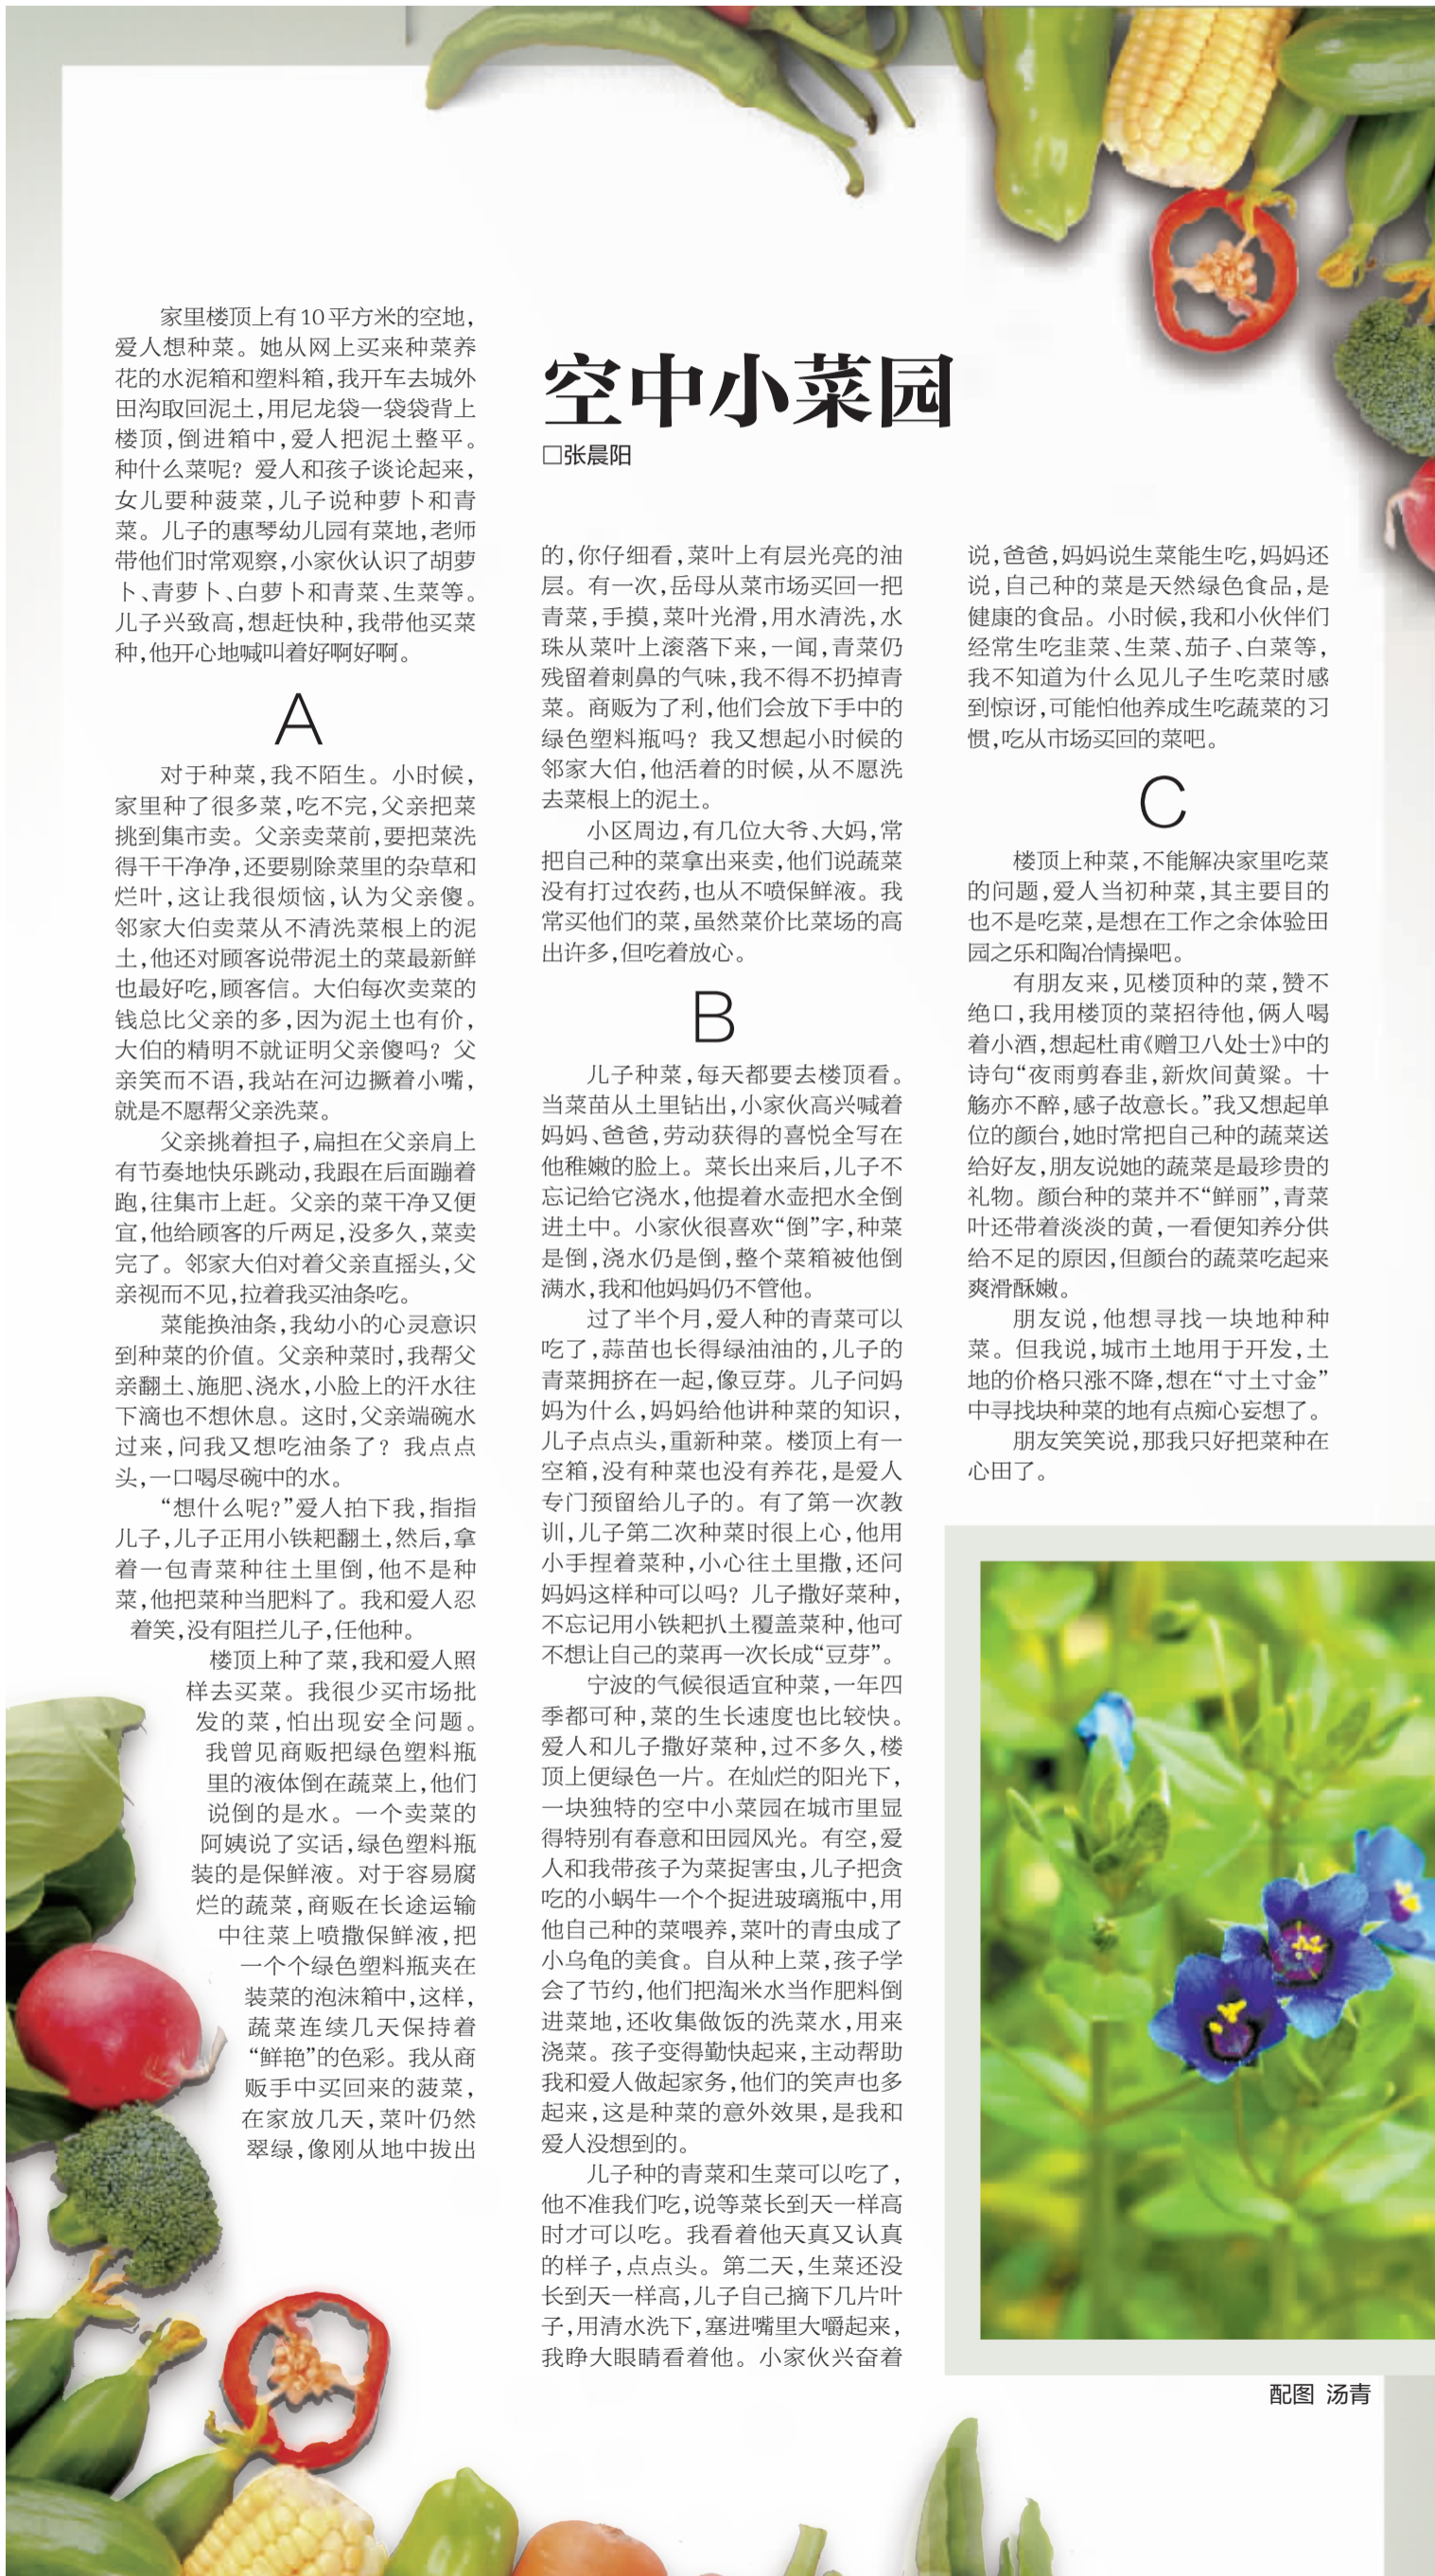 空中小菜园
□张晨阳
家里楼顶上有10平方米的空地,
爱人想种菜。她从网上买来种菜养
花的水泥箱和塑料箱,我开车去城外
田沟取回泥土,用尼龙袋一袋袋背上
楼顶,倒进箱中,爱人把泥土整平。
种什么菜呢？爱人和孩子谈论起来,
女儿要种菠菜,儿子说种萝卜和青
菜。儿子的惠琴幼儿园有菜地,老师
带他们时常观察,小家伙认识了胡萝
卜、青萝卜、白萝卜和青菜、生菜等。
儿子兴致高,想赶快种,我带他买菜
种,他开心地喊叫着好啊好啊。
A
对于种菜,我不陌生。小时候,
家里种了很多菜,吃不完,父亲把菜
挑到集市卖。父亲卖菜前,要把菜洗
得干干净净,还要剔除菜里的杂草和
烂叶,这让我很烦恼,认为父亲傻。
邻家大伯卖菜从不清洗菜根上的泥
土,他还对顾客说带泥土的菜最新鲜
也最好吃,顾客信。大伯每次卖菜的
钱总比父亲的多,因为泥土也有价,
大伯的精明不就证明父亲傻吗？父
亲笑而不语,我站在河边撅着小嘴,
就是不愿帮父亲洗菜。
父亲挑着担子,扁担在父亲肩上
有节奏地快乐跳动,我跟在后面蹦着
跑,往集市上赶。父亲的菜干净又便
宜,他给顾客的斤两足,没多久,菜卖
完了。邻家大伯对着父亲直摇头,父
亲视而不见,拉着我买油条吃。
菜能换油条,我幼小的心灵意识
到种菜的价值。父亲种菜时,我帮父
亲翻土、施肥、浇水,小脸上的汗水往
下滴也不想休息。这时,父亲端碗水
过来,问我又想吃油条了？我点点
头,一口喝尽碗中的水。
“想什么呢?”爱人拍下我,指指
儿子,儿子正用小铁耙翻土,然后,拿
着一包青菜种往土里倒,他不是种
菜,他把菜种当肥料了。我和爱人忍
着笑,没有阻拦儿子,任他种。
楼顶上种了菜,我和爱人照
样去买菜。我很少买市场批
发的菜,怕出现安全问题。
我曾见商贩把绿色塑料瓶
里的液体倒在蔬菜上,他们
说倒的是水。一个卖菜的
阿姨说了实话,绿色塑料瓶
装的是保鲜液。对于容易腐
烂的蔬菜,商贩在长途运输
中往菜上喷撒保鲜液,把
一个个绿色塑料瓶夹在
装菜的泡沫箱中,这样,
蔬菜连续几天保持着
“鲜艳”的色彩。我从商
贩手中买回来的菠菜,
在家放几天,菜叶仍然
翠绿,像刚从地中拔出
的,你仔细看,菜叶上有层光亮的油
层。有一次,岳母从菜市场买回一把
青菜,手摸,菜叶光滑,用水清洗,水
珠从菜叶上滚落下来,一闻,青菜仍
残留着刺鼻的气味,我不得不扔掉青
菜。商贩为了利,他们会放下手中的
绿色塑料瓶吗？我又想起小时候的
邻家大伯,他活着的时候,从不愿洗
去菜根上的泥土。
小区周边,有几位大爷、大妈,常
把自己种的菜拿出来卖,他们说蔬菜
没有打过农药,也从不喷保鲜液。我
常买他们的菜,虽然菜价比菜场的高
出许多,但吃着放心。
B
儿子种菜,每天都要去楼顶看。
当菜苗从土里钻出,小家伙高兴喊着
妈妈、爸爸,劳动获得的喜悦全写在
他稚嫩的脸上。菜长出来后,儿子不
忘记给它浇水,他提着水壶把水全倒
进土中。小家伙很喜欢“倒”字,种菜
是倒,浇水仍是倒,整个菜箱被他倒
满水,我和他妈妈仍不管他。
过了半个月,爱人种的青菜可以
吃了,蒜苗也长得绿油油的,儿子的
青菜拥挤在一起,像豆芽。儿子问妈
妈为什么,妈妈给他讲种菜的知识,
儿子点点头,重新种菜。楼顶上有一
空箱,没有种菜也没有养花,是爱人
专门预留给儿子的。有了第一次教
训,儿子第二次种菜时很上心,他用
小手捏着菜种,小心往土里撒,还问
妈妈这样种可以吗？儿子撒好菜种,
不忘记用小铁耙扒土覆盖菜种,他可
不想让自己的菜再一次长成“豆芽”。
宁波的气候很适宜种菜,一年四
季都可种,菜的生长速度也比较快。
爱人和儿子撒好菜种,过不多久,楼
顶上便绿色一片。在灿烂的阳光下,
一块独特的空中小菜园在城市里显
得特别有春意和田园风光。有空,爱
人和我带孩子为菜捉害虫,儿子把贪
吃的小蜗牛一个个捉进玻璃瓶中,用
他自己种的菜喂养,菜叶的青虫成了
小乌龟的美食。自从种上菜,孩子学
会了节约,他们把淘米水当作肥料倒
进菜地,还收集做饭的洗菜水,用来
浇菜。孩子变得勤快起来,主动帮助
我和爱人做起家务,他们的笑声也多
起来,这是种菜的意外效果,是我和
爱人没想到的。
儿子种的青菜和生菜可以吃了,
他不准我们吃,说等菜长到天一样高
时才可以吃。我看着他天真又认真
的样子,点点头。第二天,生菜还没
长到天一样高,儿子自己摘下几片叶
子,用清水洗下,塞进嘴里大嚼起来,
我睁大眼睛看着他。小家伙兴奋着
说,爸爸,妈妈说生菜能生吃,妈妈还
说,自己种的菜是天然绿色食品,是
健康的食品。小时候,我和小伙伴们
经常生吃韭菜、生菜、茄子、白菜等,
我不知道为什么见儿子生吃菜时感
到惊讶,可能怕他养成生吃蔬菜的习
惯,吃从市场买回的菜吧。
C
楼顶上种菜,不能解决家里吃菜
的问题,爱人当初种菜,其主要目的
也不是吃菜,是想在工作之余体验田
园之乐和陶冶情操吧。
有朋友来,见楼顶种的菜,赞不
绝口,我用楼顶的菜招待他,俩人喝
着小酒,想起杜甫《赠卫八处士》中的
诗句“夜雨剪春韭,新炊间黄粱。十
觞亦不醉,感子故意长。”我又想起单
位的颜台,她时常把自己种的蔬菜送
给好友,朋友说她的蔬菜是最珍贵的
礼物。颜台种的菜并不“鲜丽”,青菜
叶还带着淡淡的黄,一看便知养分供
给不足的原因,但颜台的蔬菜吃起来
爽滑酥嫩。
朋友说,他想寻找一块地种种
菜。但我说,城市土地用于开发,土
地的价格只涨不降,想在“寸土寸金”
中寻找块种菜的地有点痴心妄想了。
朋友笑笑说,那我只好把菜种在
心田了。
配图 汤青